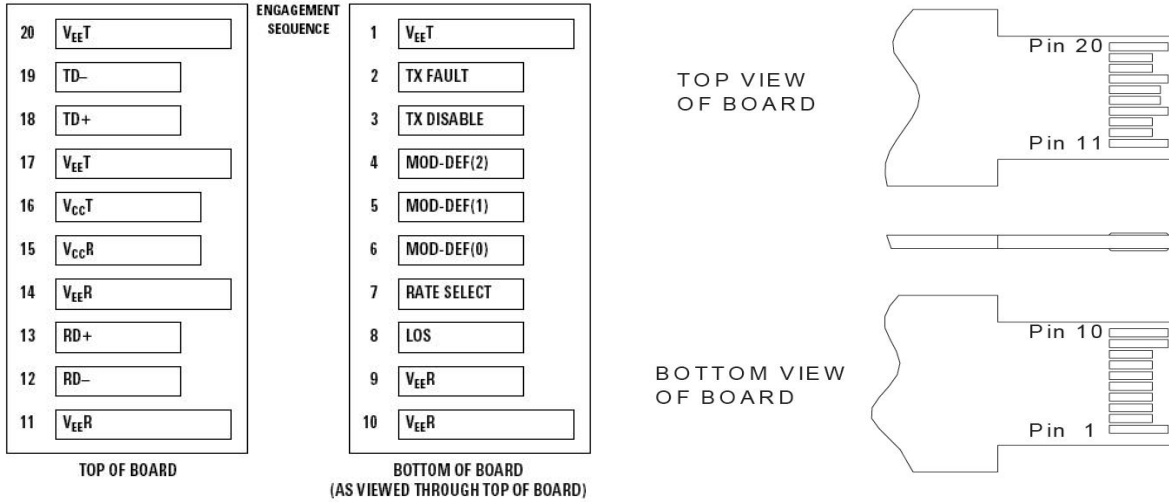 ENGAGEMENT
SEQUENCE
20 VEET
19 TD–
18 TD+
17 VEET
16 VCCT
15 VCCR
14 VEER
13 RD+
12 RD–
11 VEER
TOP OF BOARD
1 VEET
2 TX FAULT
3 TX DISABLE
4 MOD-DEF(2)
5 MOD-DEF(1)
6 MOD-DEF(0)
7 RATE SELECT
8 LOS
9 VEER
10 VEER
BOTTOM OF BOARD
(AS VIEWED THROUGH TOP OF BOARD)
TOP VIEW
OF BOARD
Pin 20
Pin 11
BOTTOM VIEW
OF BOARD
Pin 10
Pin 1